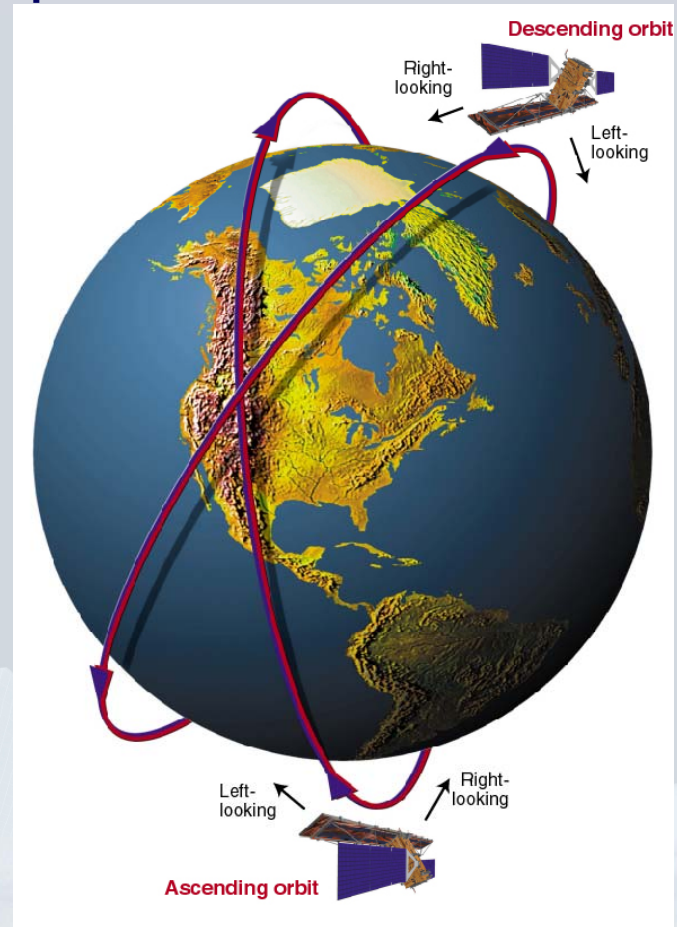 Descending orbit
Right-
looking
Left-
looking
Left-
looking
Right-
looking
Ascending orbit